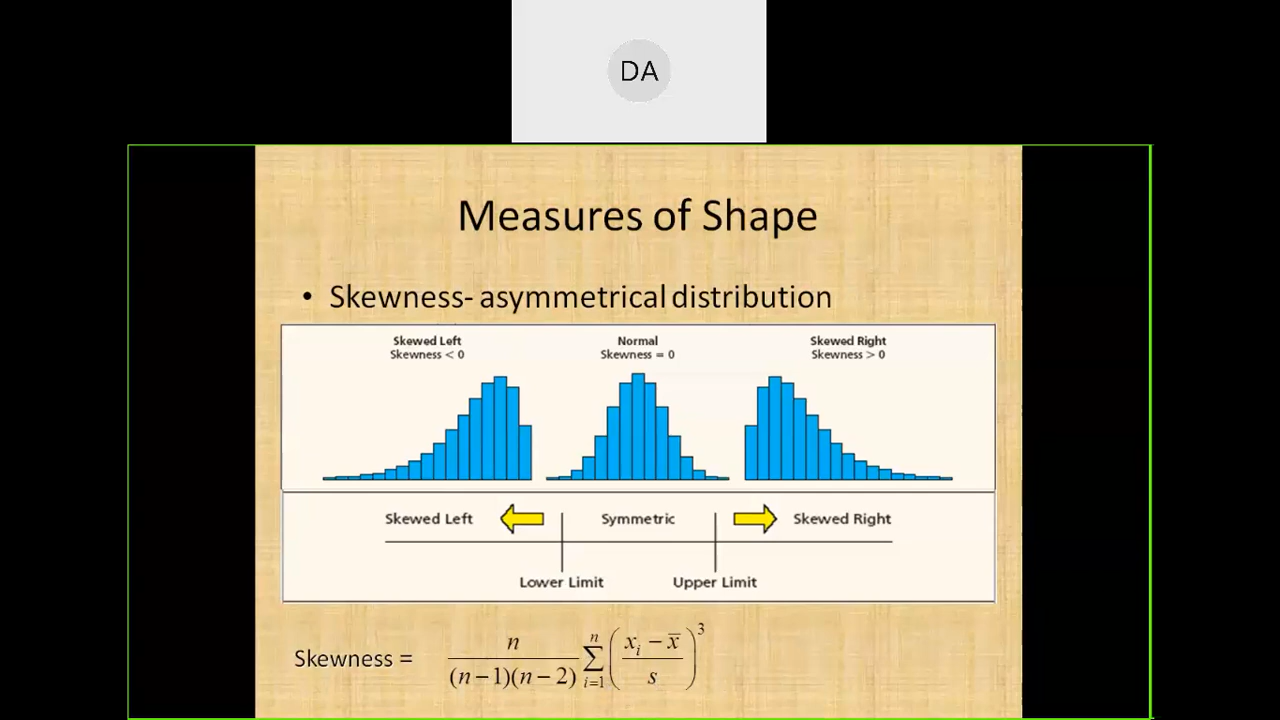 DA
Measures of Shape
• Skewness- asymmetrical distribution
Skewed Left
Skewness < 0
Normal
Skewness = 0
Skewed Right
Skewness > 0
Skewed Left
Symmetric
Skewed Right
Lower Limit
Upper Limit
Skewness = n/((n−1)(n−2)) ∑_{i=1}^{n} ((x_i − x̄)/s)^3